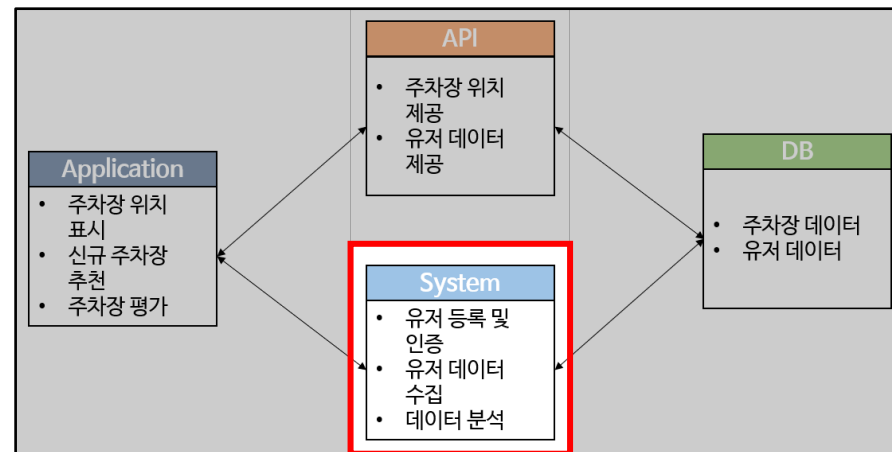 API
• 주차장 위치
제공
• 유저 데이터
제공
Application
• 주차장 위치
표시
• 신규 주차장
추천
• 주차장 평가
System
• 유저 등록 및
인증
• 유저 데이터
수집
• 데이터 분석
DB
• 주차장 데이터
• 유저 데이터